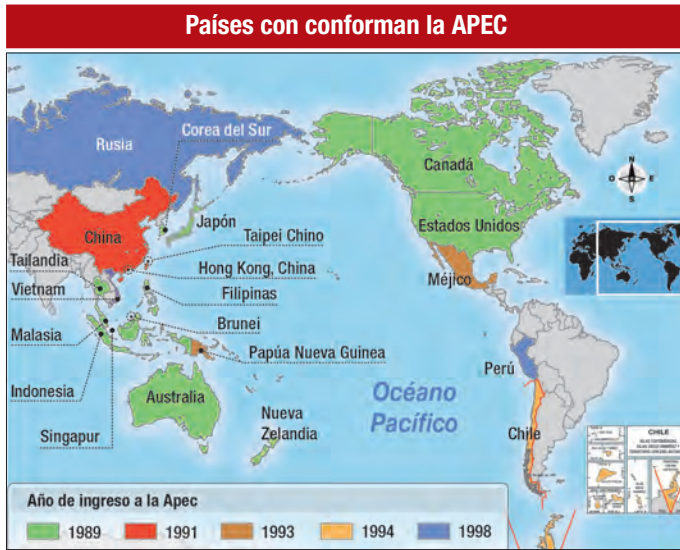 Países con conforman la APEC
Rusia
Corea del Sur
Canadá
N
O
E
S
Japón
Estados Unidos
China
Taipei Chino
Tailandia
Hong Kong, China
Méjico
Vietnam
Filipinas
Malasia
Brunei
Perú
Papúa Nueva Guinea
Indonesia
Australia
Océano
Pacífico
Nueva
Zelandia
Singapur
Chile
CHILE
Año de ingreso a la Apec
1989
1991
1993
1994
1998